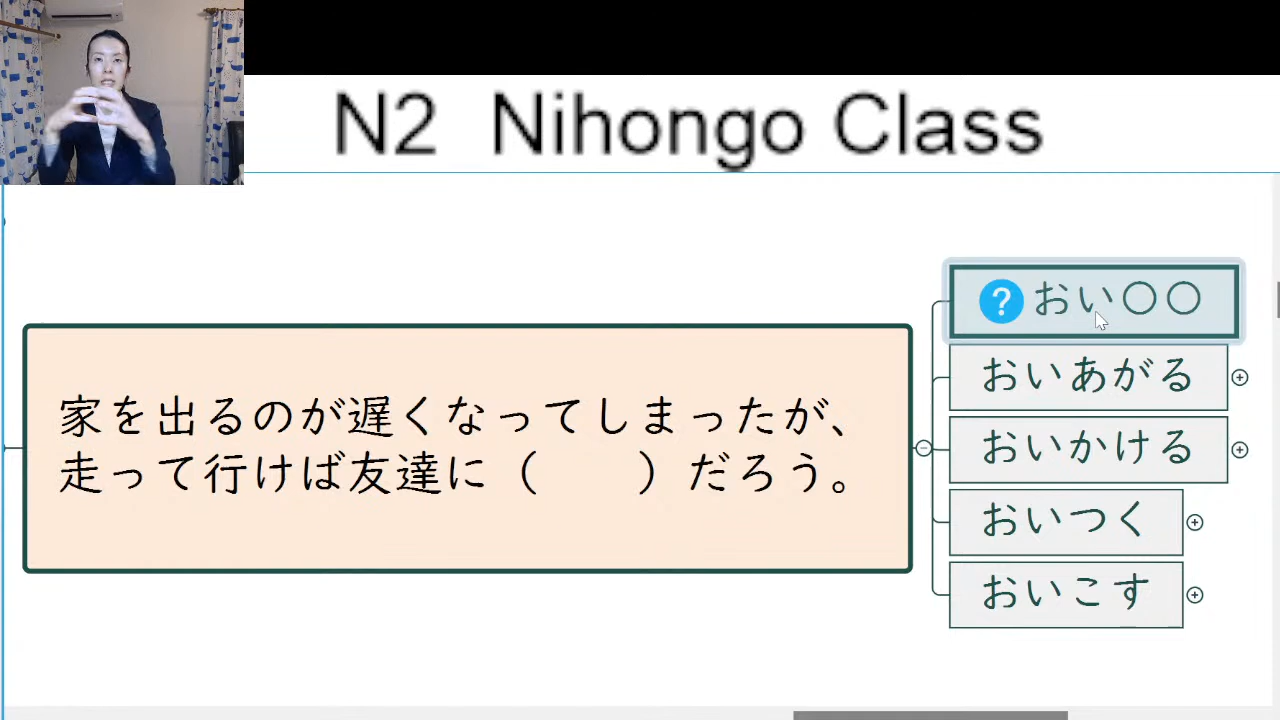 N2 Nihongo Class
家を出るのが遅くなってしまったが、
走って行けば友達に（　　）だろう。
? おい〇〇
おいあがる
おいかける
おいつく
おいこす